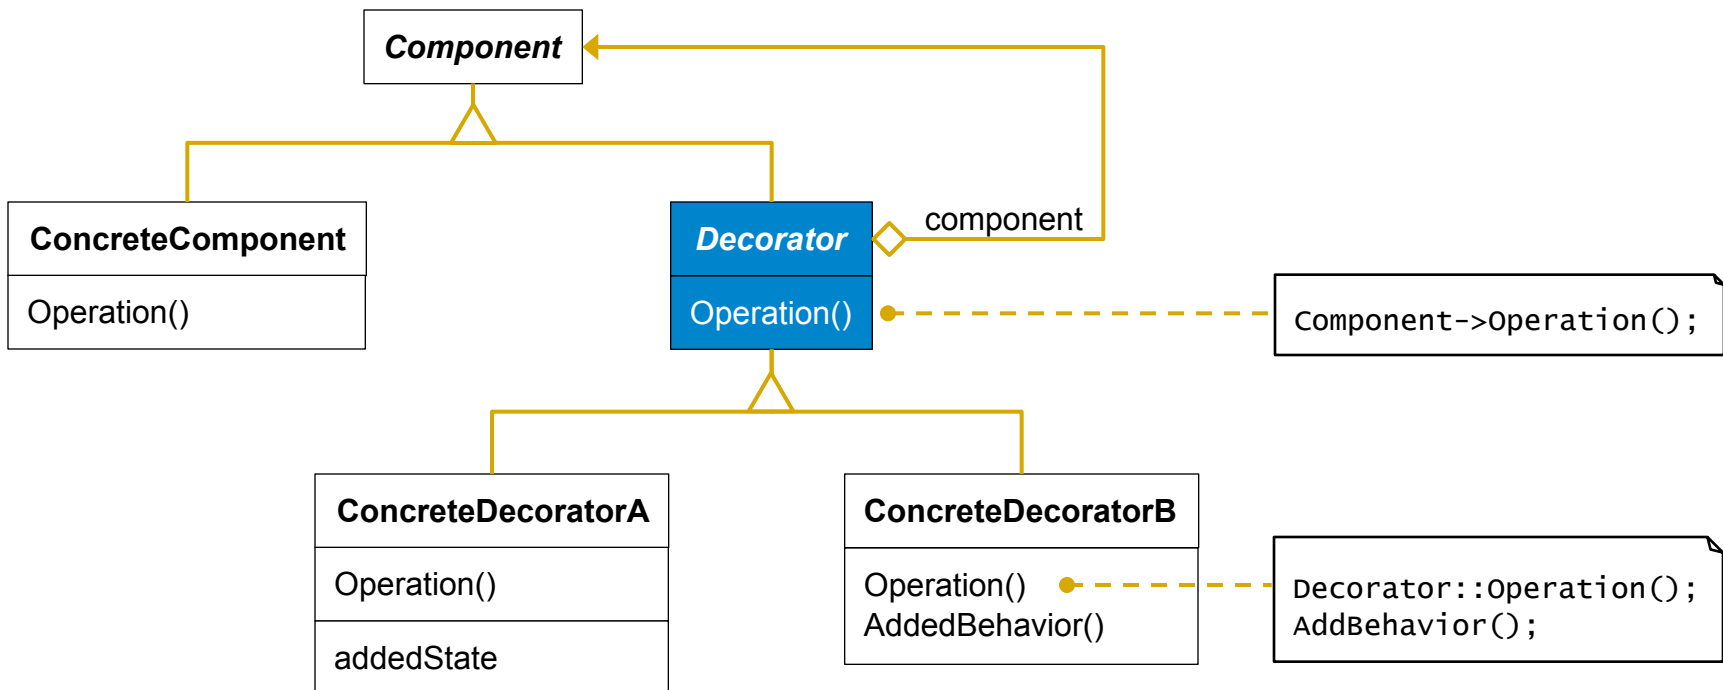 Component
component
ConcreteComponent
Operation()
Decorator
Operation()
Component->Operation();
ConcreteDecoratorA
Operation()
addedState
ConcreteDecoratorB
Operation()
AddedBehavior()
Decorator::Operation();
AddBehavior();